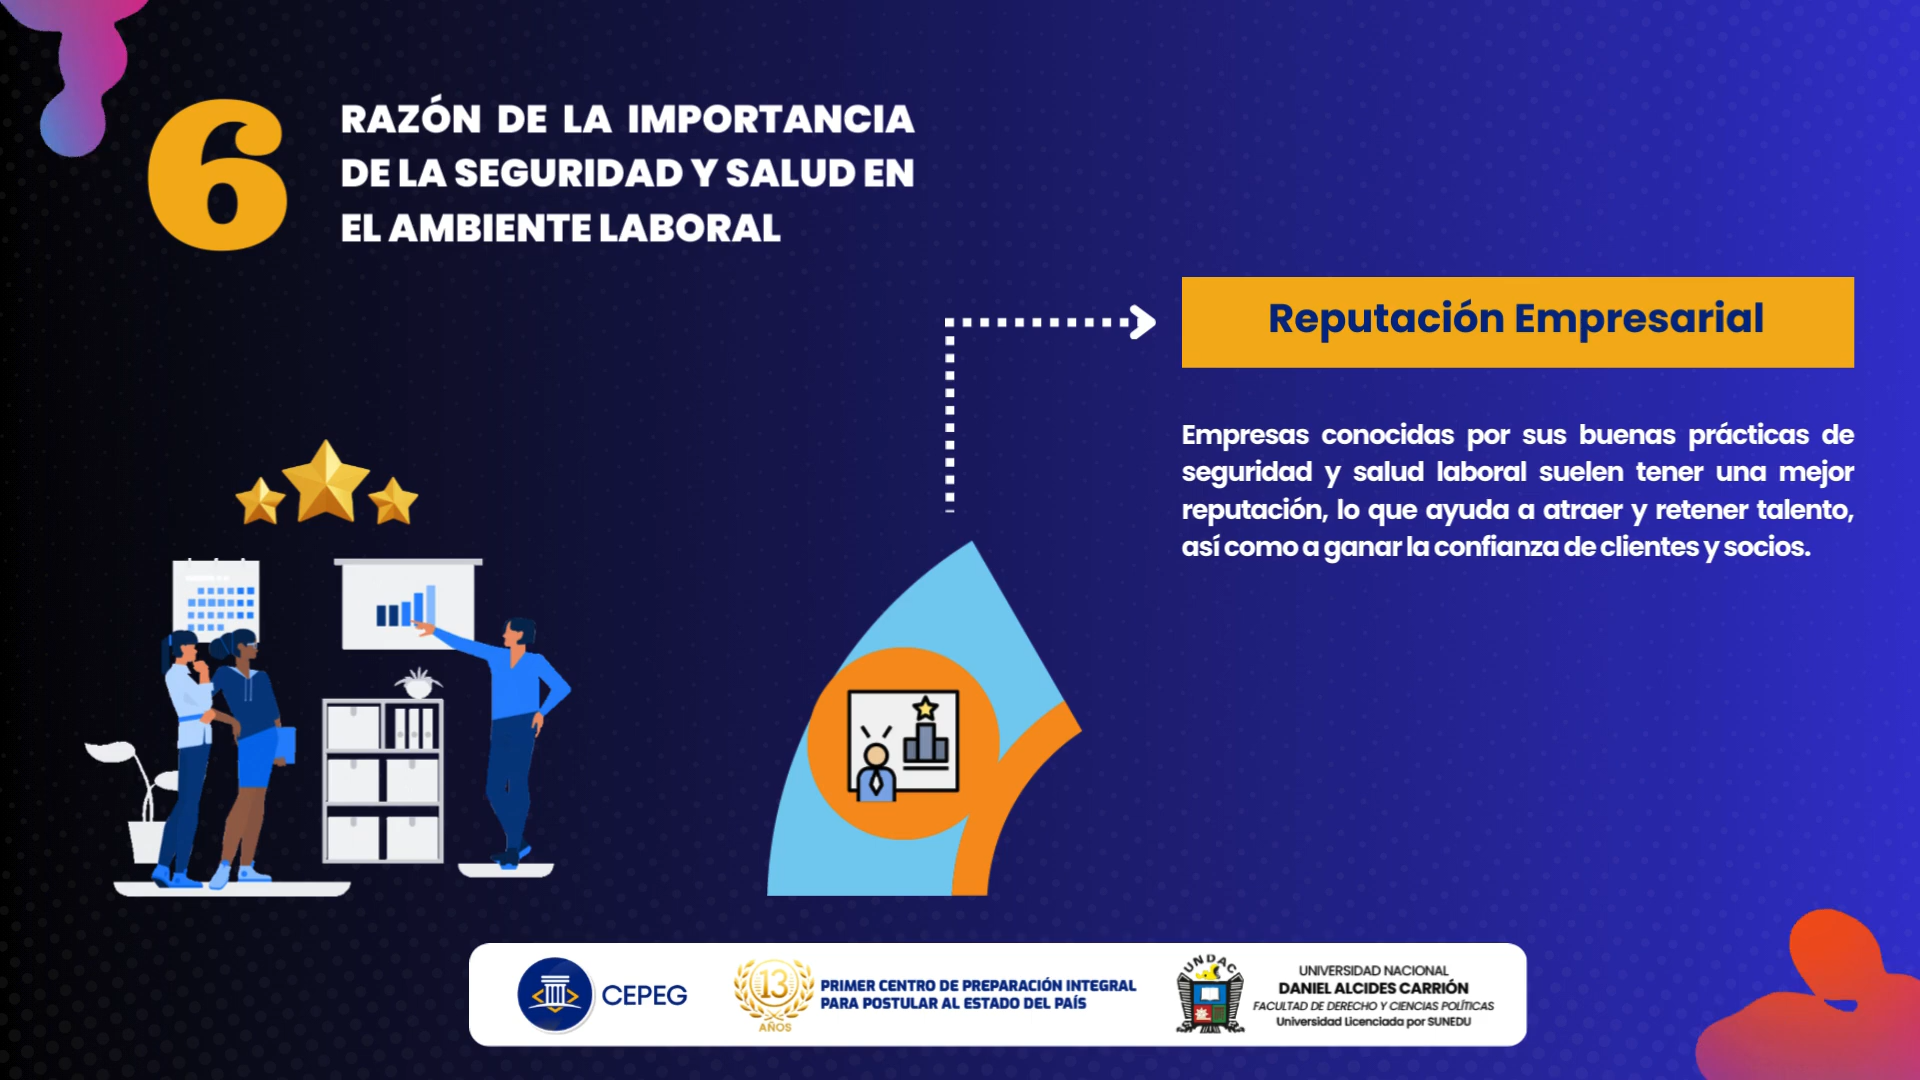 6
RAZÓN DE LA IMPORTANCIA
DE LA SEGURIDAD Y SALUD EN
EL AMBIENTE LABORAL
Reputación Empresarial
Empresas conocidas por sus buenas prácticas de
seguridad y salud laboral suelen tener una mejor
reputación, lo que ayuda a atraer y retener talento,
así como a ganar la confianza de clientes y socios.
CEPEG
13
AÑOS
PRIMER CENTRO DE PREPARACIÓN INTEGRAL
PARA POSTULAR AL ESTADO DEL PAÍS
UNDAC
UNIVERSIDAD NACIONAL
DANIEL ALCIDES CARRIÓN
FACULTAD DE DERECHO Y CIENCIAS POLÍTICAS
Universidad Licenciada por SUNEDU